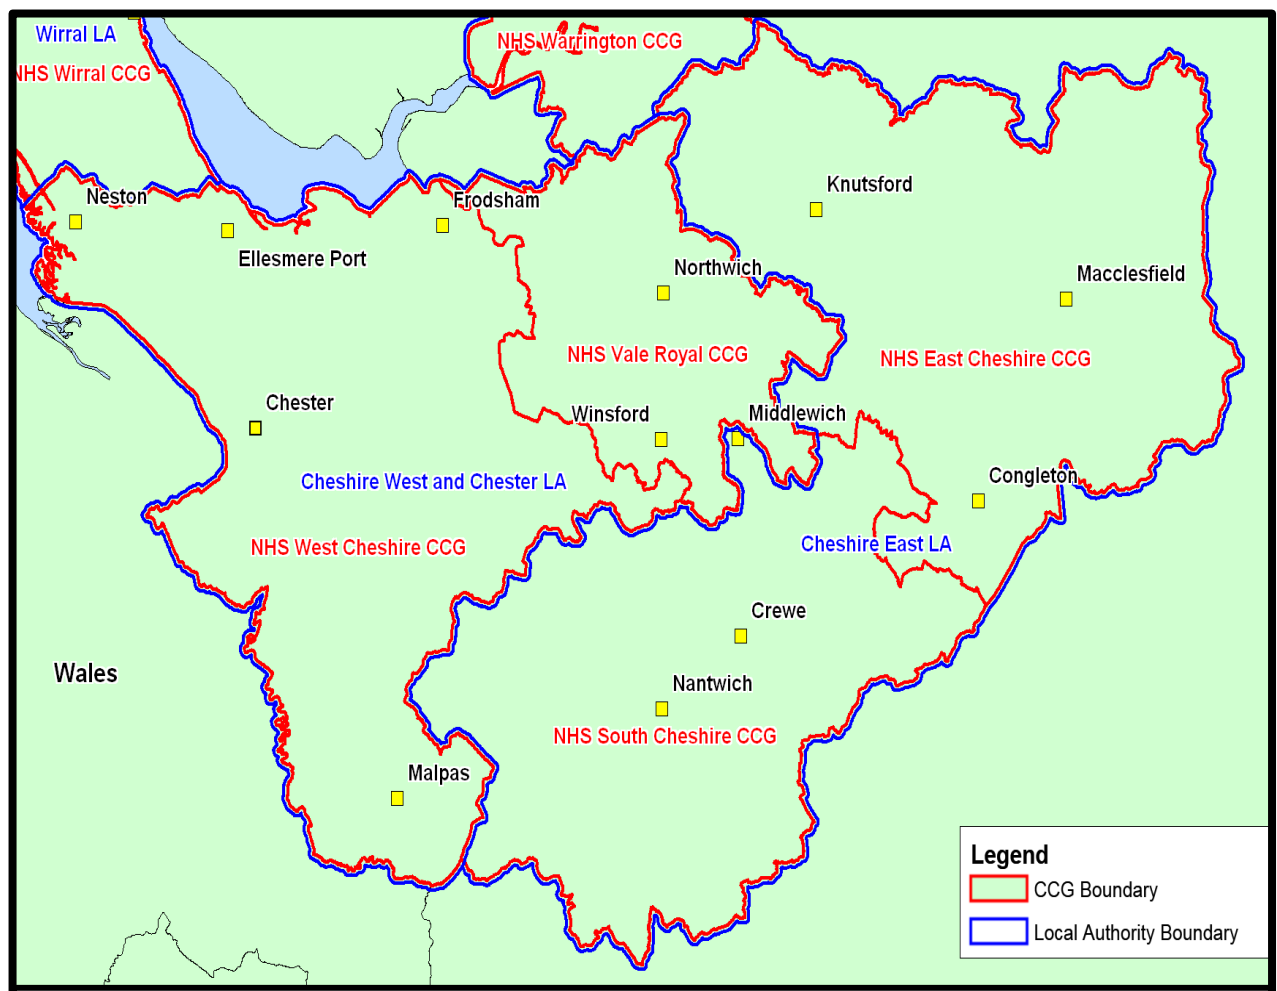 Wirral LA
NHS Warrington CCG
NHS Wirral CCG
Neston
Frodsham
Knutsford
Ellesmere Port
Northwich
Macclesfield
NHS Vale Royal CCG
NHS East Cheshire CCG
Chester
Winsford
Middlewich
Cheshire West and Chester LA
Congleton
NHS West Cheshire CCG
Cheshire East LA
Crewe
Wales
Nantwich
NHS South Cheshire CCG
Malpas
Legend
CCG Boundary
Local Authority Boundary